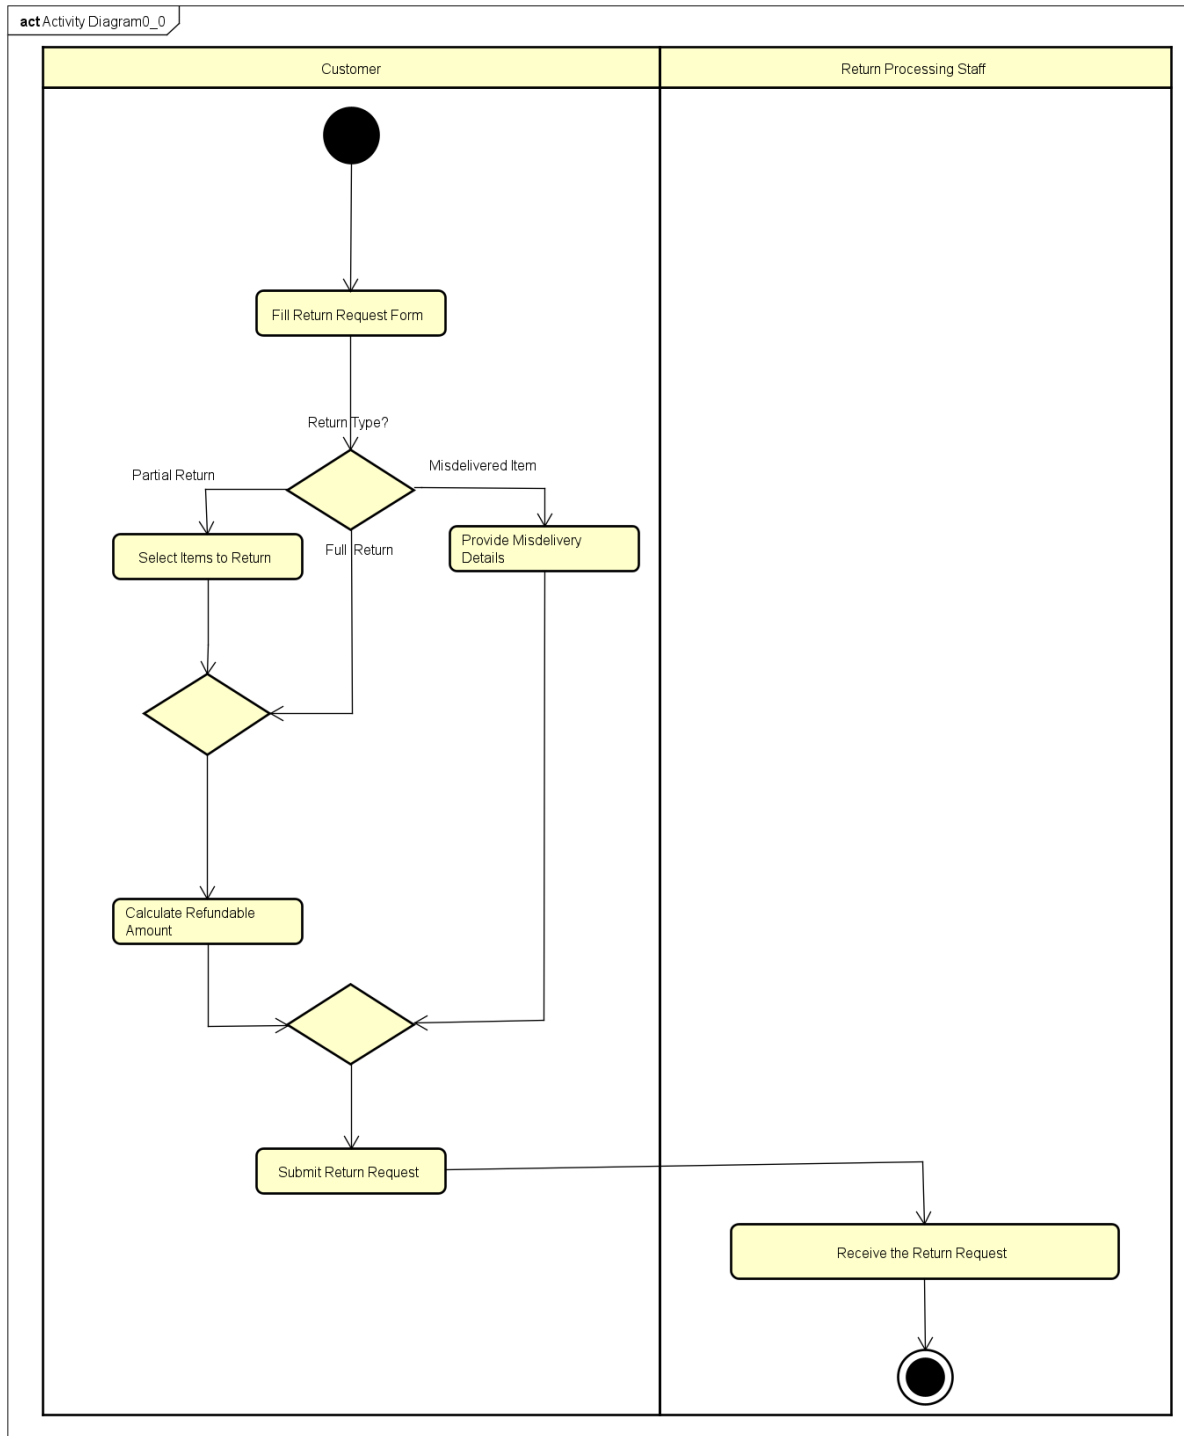 act Activity Diagram0_0
Customer
Return Processing Staff
Fill Return Request Form
Return Type?
Partial Return
Misdelivered Item
Select Items to Return
Full Return
Provide Misdelivery
Details
Calculate Refundable
Amount
Submit Return Request
Receive the Return Request